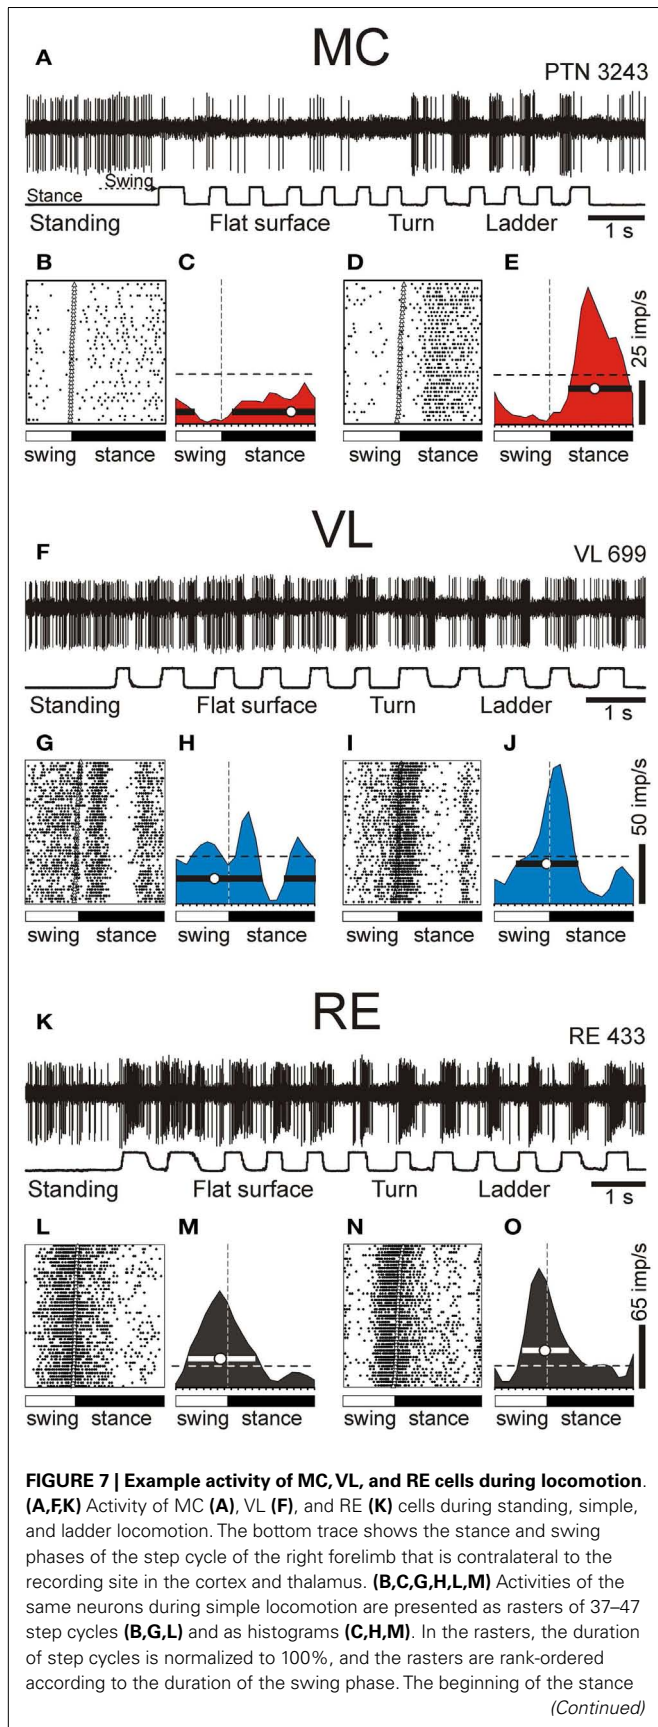 MC
A
PTN 3243
Swing
Stance
Standing Flat surface Turn Ladder 1 s
B C D E
25 imp/s
swing stance swing stance swing stance swing stance
VL
F
VL 699
Standing Flat surface Turn Ladder 1 s
G H I J
50 imp/s
swing stance swing stance swing stance swing stance
RE
K
RE 433
Standing Flat surface Turn Ladder 1 s
L M N O
65 imp/s
swing stance swing stance swing stance swing stance
FIGURE 7 | Example activity of MC, VL, and RE cells during locomotion.
(A,F,K) Activity of MC (A), VL (F), and RE (K) cells during standing, simple,
and ladder locomotion. The bottom trace shows the stance and swing
phases of the step cycle of the right forelimb that is contralateral to the
recording site in the cortex and thalamus. (B,C,G,H,L,M) Activities of the
same neurons during simple locomotion are presented as rasters of 37–47
step cycles (B,G,L) and as histograms (C,H,M). In the rasters, the duration
of step cycles is normalized to 100%, and the rasters are rank-ordered
according to the duration of the swing phase. The beginning of the stance
(Continued)